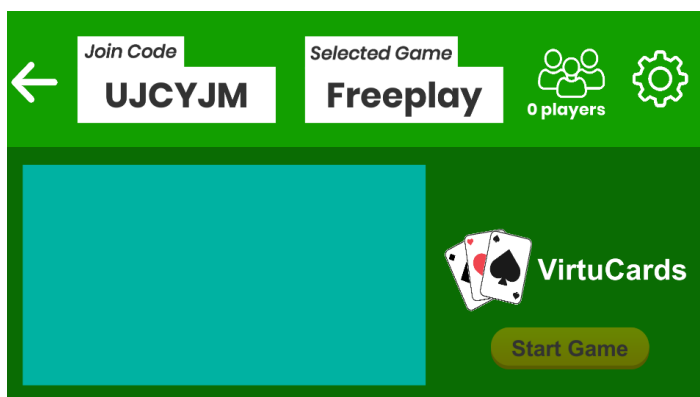 Join Code
UJCYJM
Selected Game
Freeplay
0 players
VirtuCards
Start Game